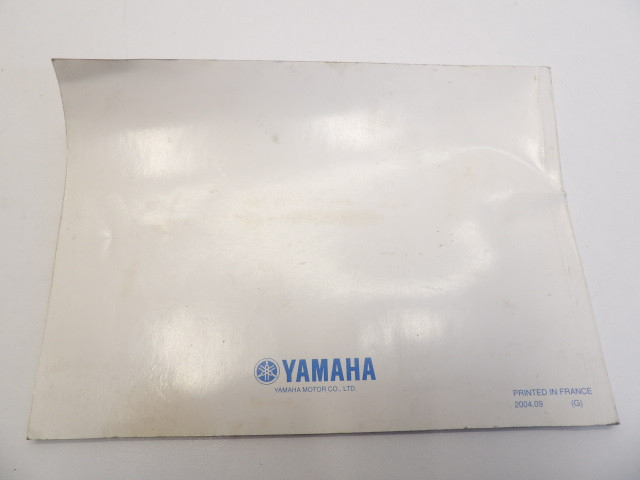 YAMAHA
YAMAHA MOTOR CO., LTD.
PRINTED IN FRANCE
2004.09 (G)